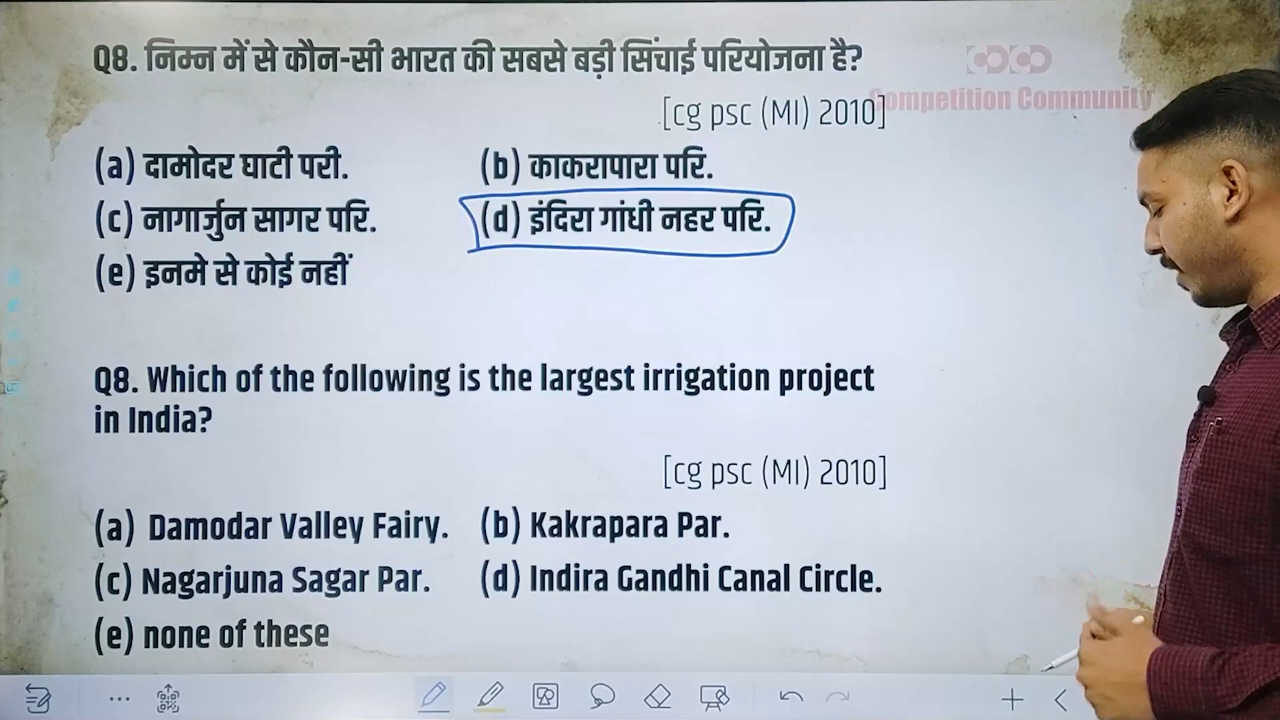 Q8. निम्न में से कौन-सी भारत की सबसे बड़ी सिंचाई परियोजना है?
Competition Community
[cg psc (MI) 2010]
(a) दामोदर घाटी परी. (b) काकरापारा परि.
(c) नागार्जुन सागर परि. (d) इंदिरा गांधी नहर परि.
(e) इनमे से कोई नहीं
Q8. Which of the following is the largest irrigation project
in India?
[cg psc (MI) 2010]
(a) Damodar Valley Fairy. (b) Kakrapara Par.
(c) Nagarjuna Sagar Par. (d) Indira Gandhi Canal Circle.
(e) none of these